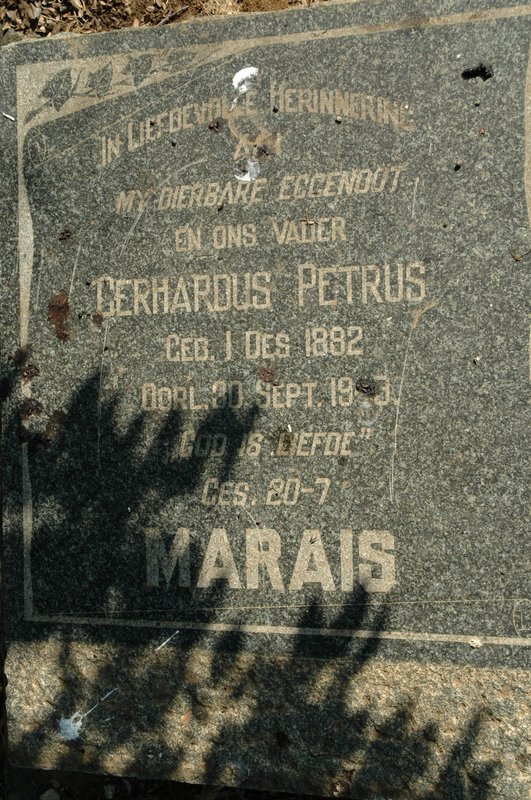 IN LIEFDEVOLLE HERINNERING
AAN
MY DIERBARE EGGENOOT
EN ONS VADER
GERHARDUS PETRUS
GEB. 1 DES 1882
OORL. 30 SEPT.
"GOD IS LIEFDE"
GES. 20-7
MARAIS